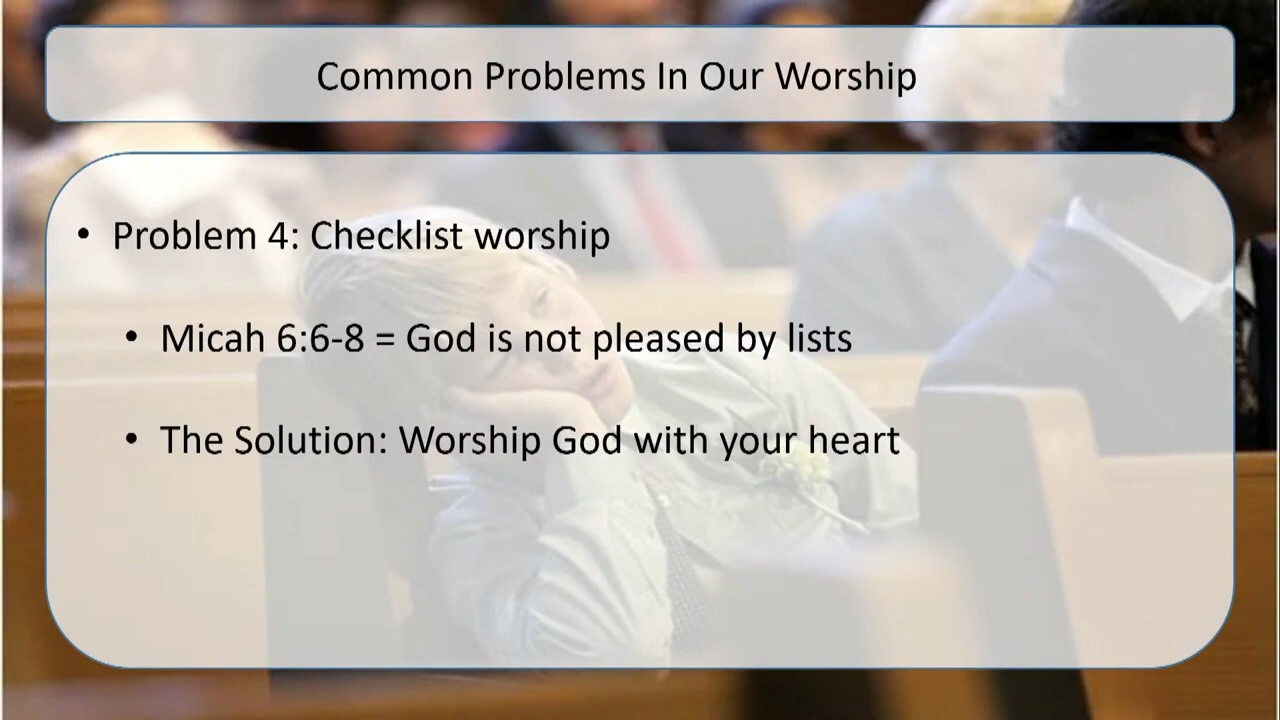 Common Problems In Our Worship
• Problem 4: Checklist worship
• Micah 6:6-8 = God is not pleased by lists
• The Solution: Worship God with your heart